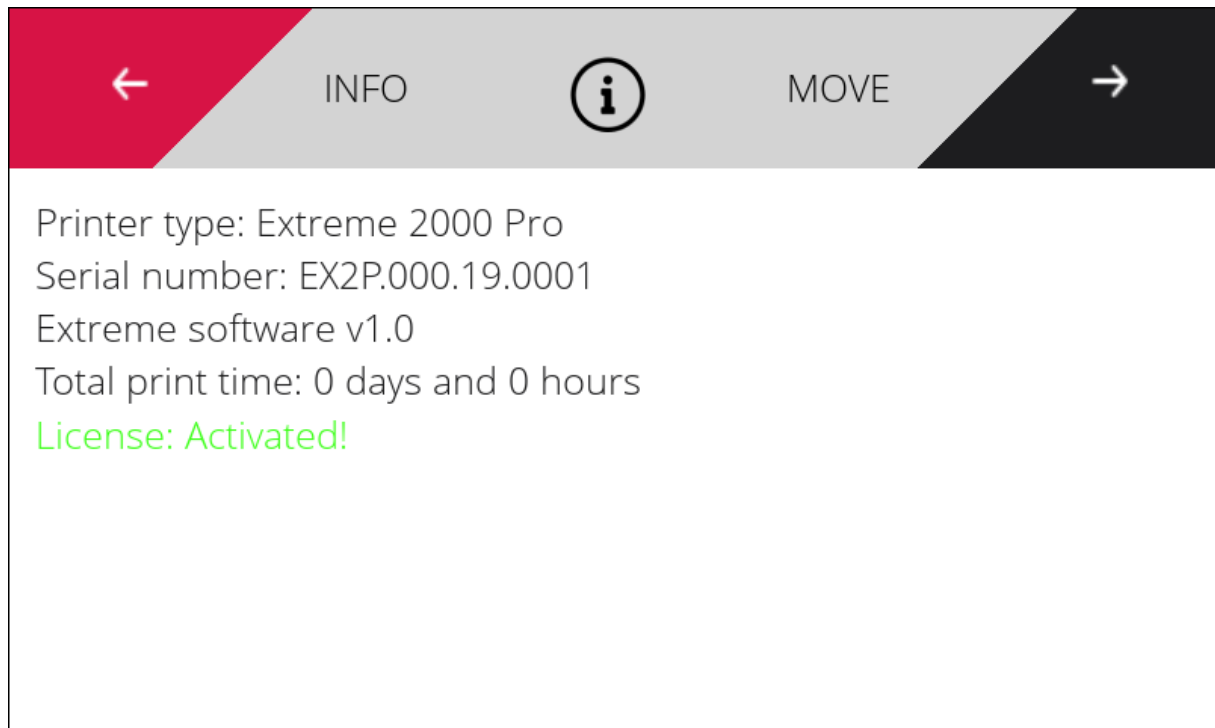 INFO
MOVE
Printer type: Extreme 2000 Pro
Serial number: EX2P.000.19.0001
Extreme software v1.0
Total print time: 0 days and 0 hours
License: Activated!